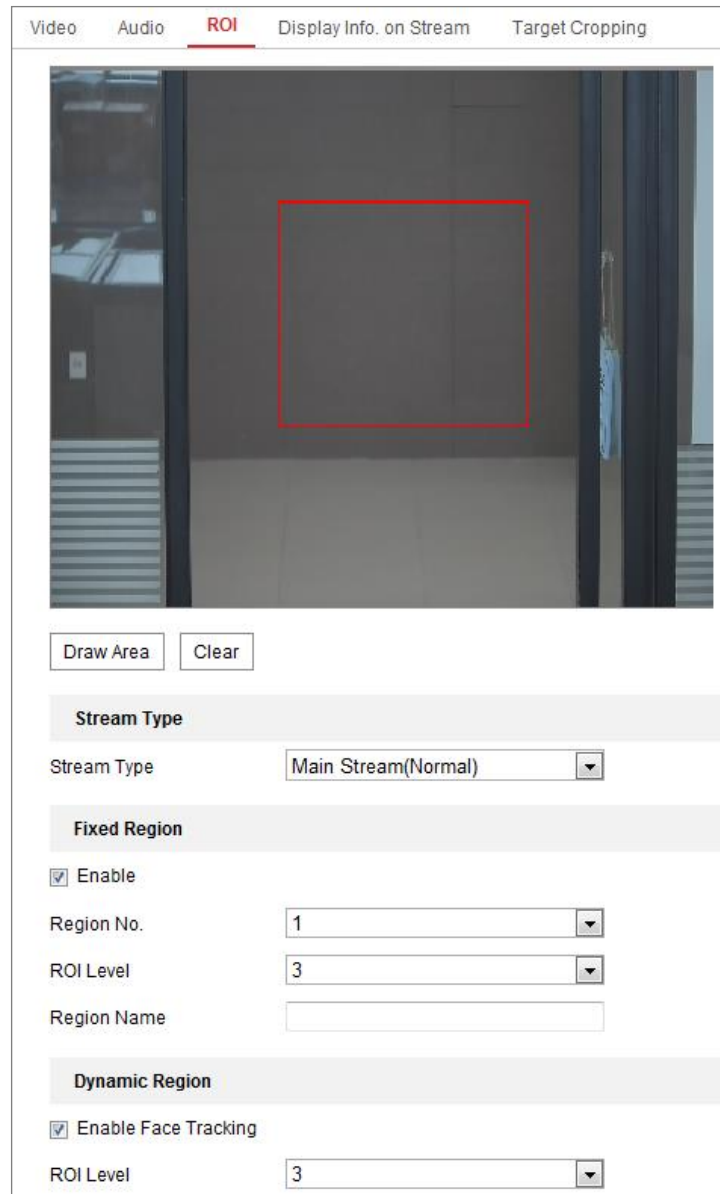 Video Audio ROI Display Info. on Stream Target Cropping
Draw Area Clear
Stream Type
Stream Type Main Stream(Normal)
Fixed Region
Enable
Region No. 1
ROI Level 3
Region Name
Dynamic Region
Enable Face Tracking
ROI Level 3